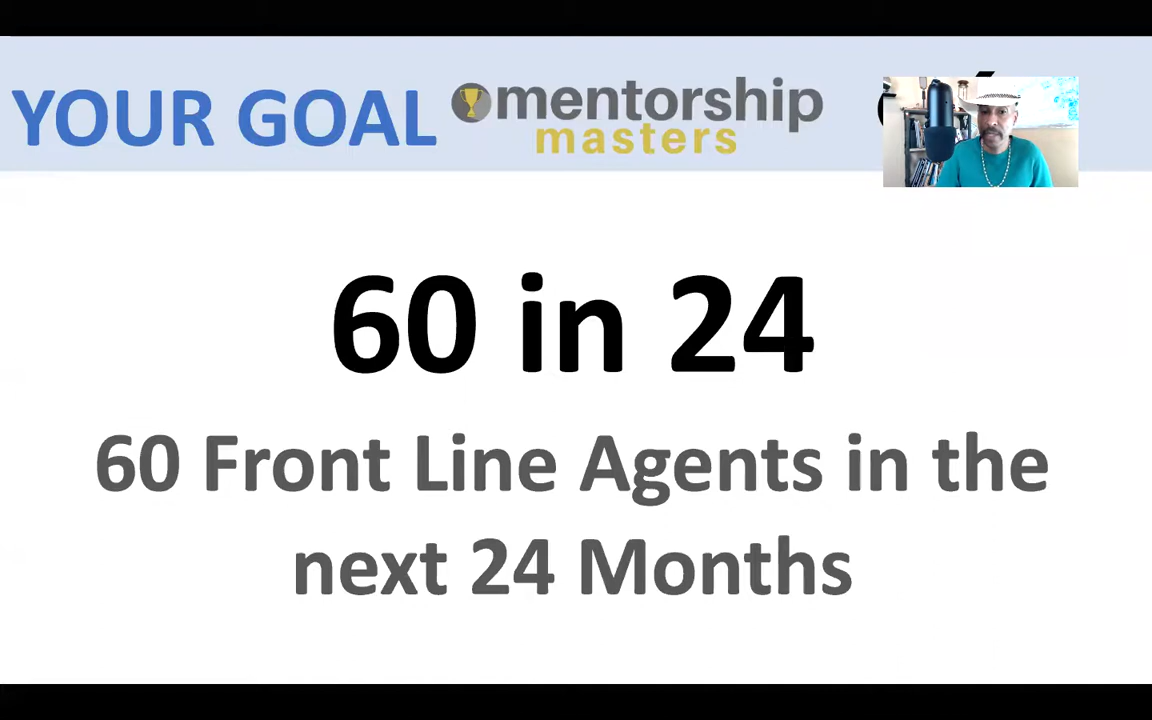 YOUR GOAL
mentorship
masters
60 in 24
60 Front Line Agents in the
next 24 Months